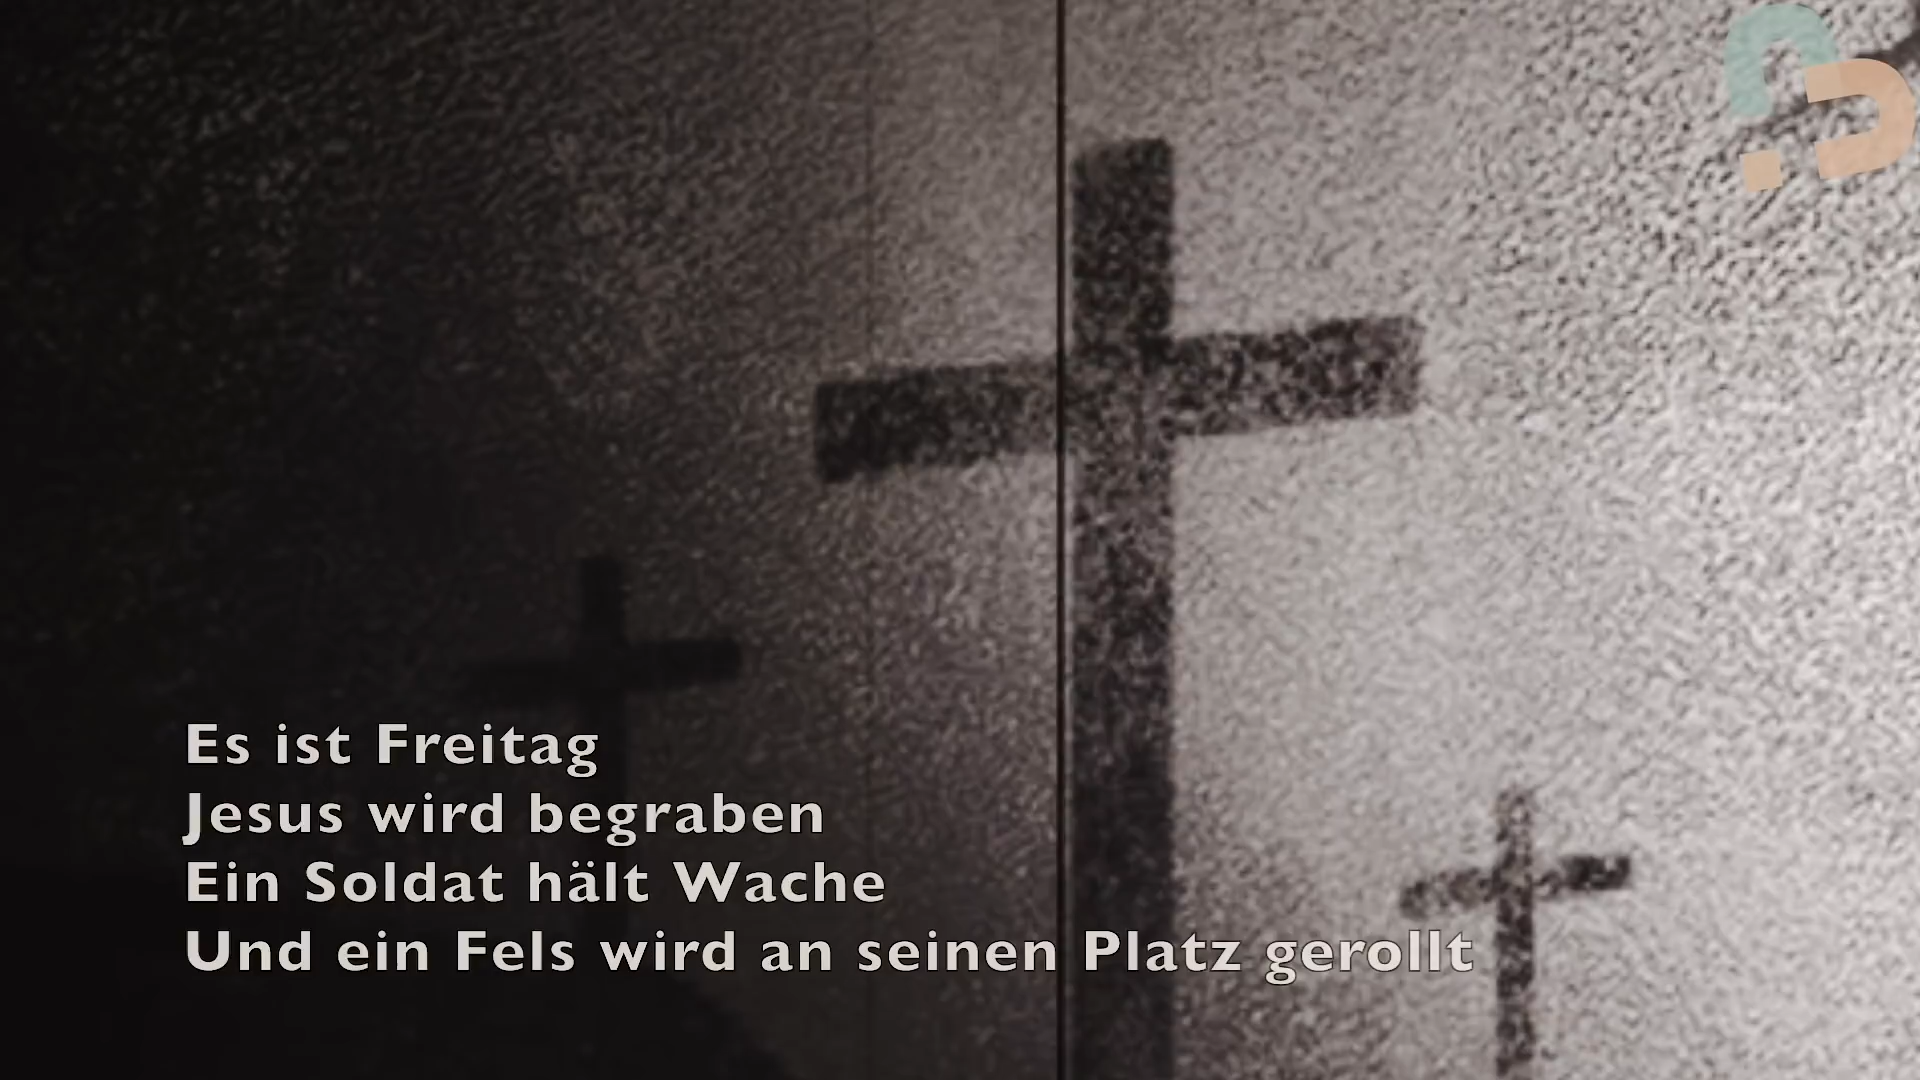 Es ist Freitag
Jesus wird begraben
Ein Soldat hält Wache
Und ein Fels wird an seinen Platz gerollt